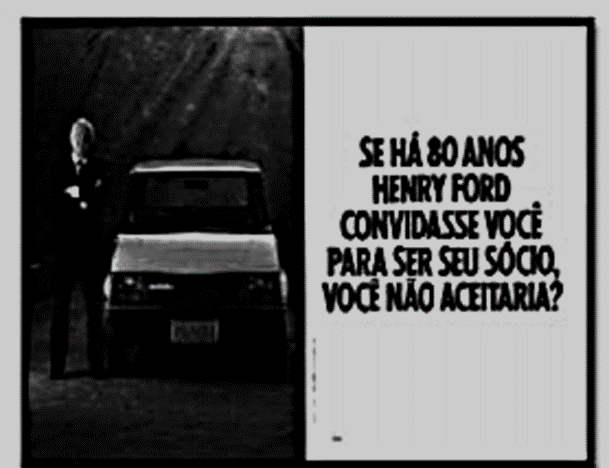 SE HÁ 80 ANOS
HENRY FORD
CONVIDASSE VOCÊ
PARA SER SEU SÓCIO,
VOCÊ NÃO ACEITARIA?